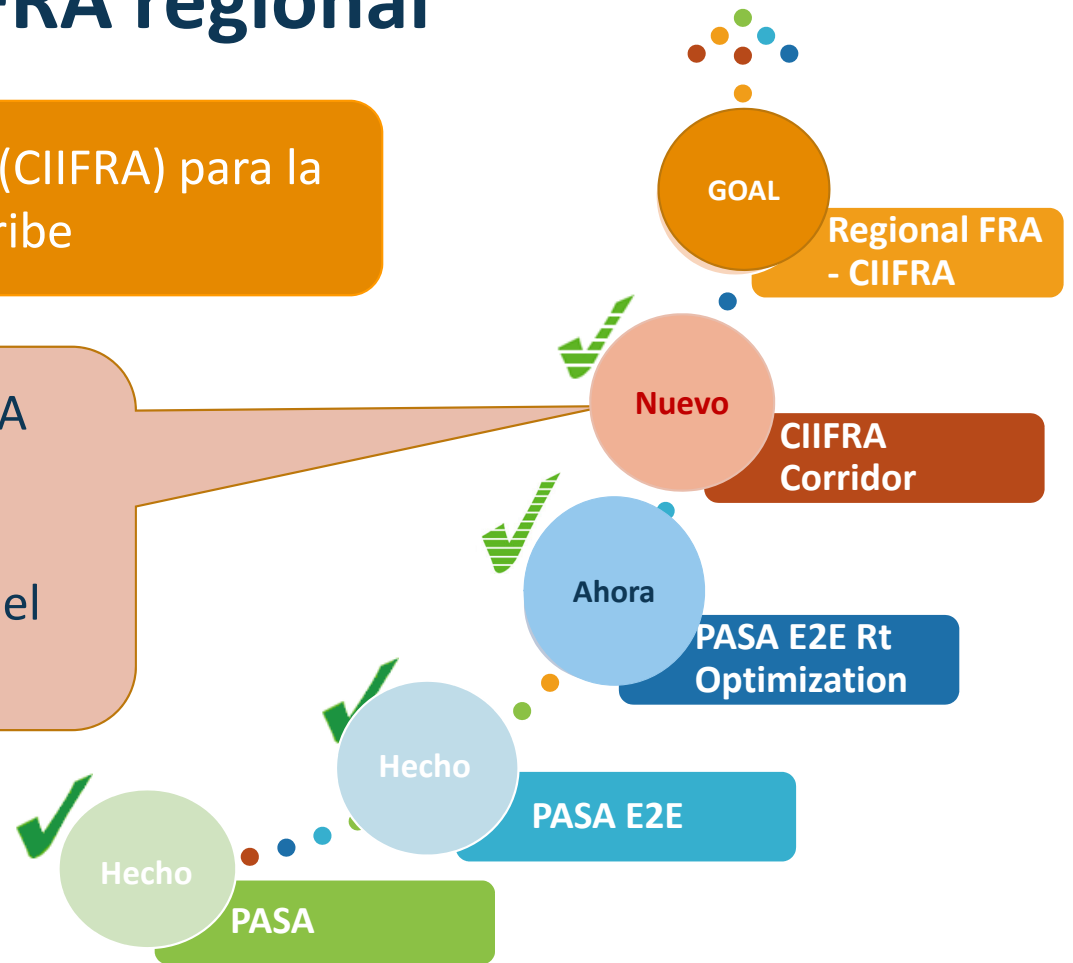 FRA regional
(CIIFRA) para la
el
GOAL
Regional FRA
- CIIFRA
Nuevo
CIIFRA
Corridor
Ahora
PASA E2E Rt
Optimization
Hecho
PASA E2E
Hecho
PASA